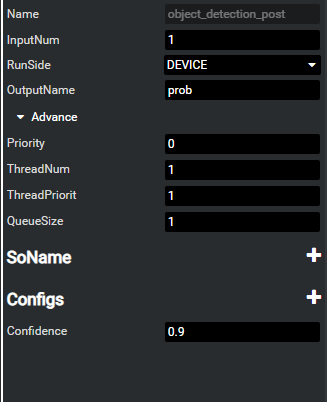 Name object_detection_post
InputNum 1
RunSide DEVICE
OutputName prob
Advance
Priority 0
ThreadNum 1
ThreadPriorit 1
QueueSize 1
SoName +
Configs +
Confidence 0.9